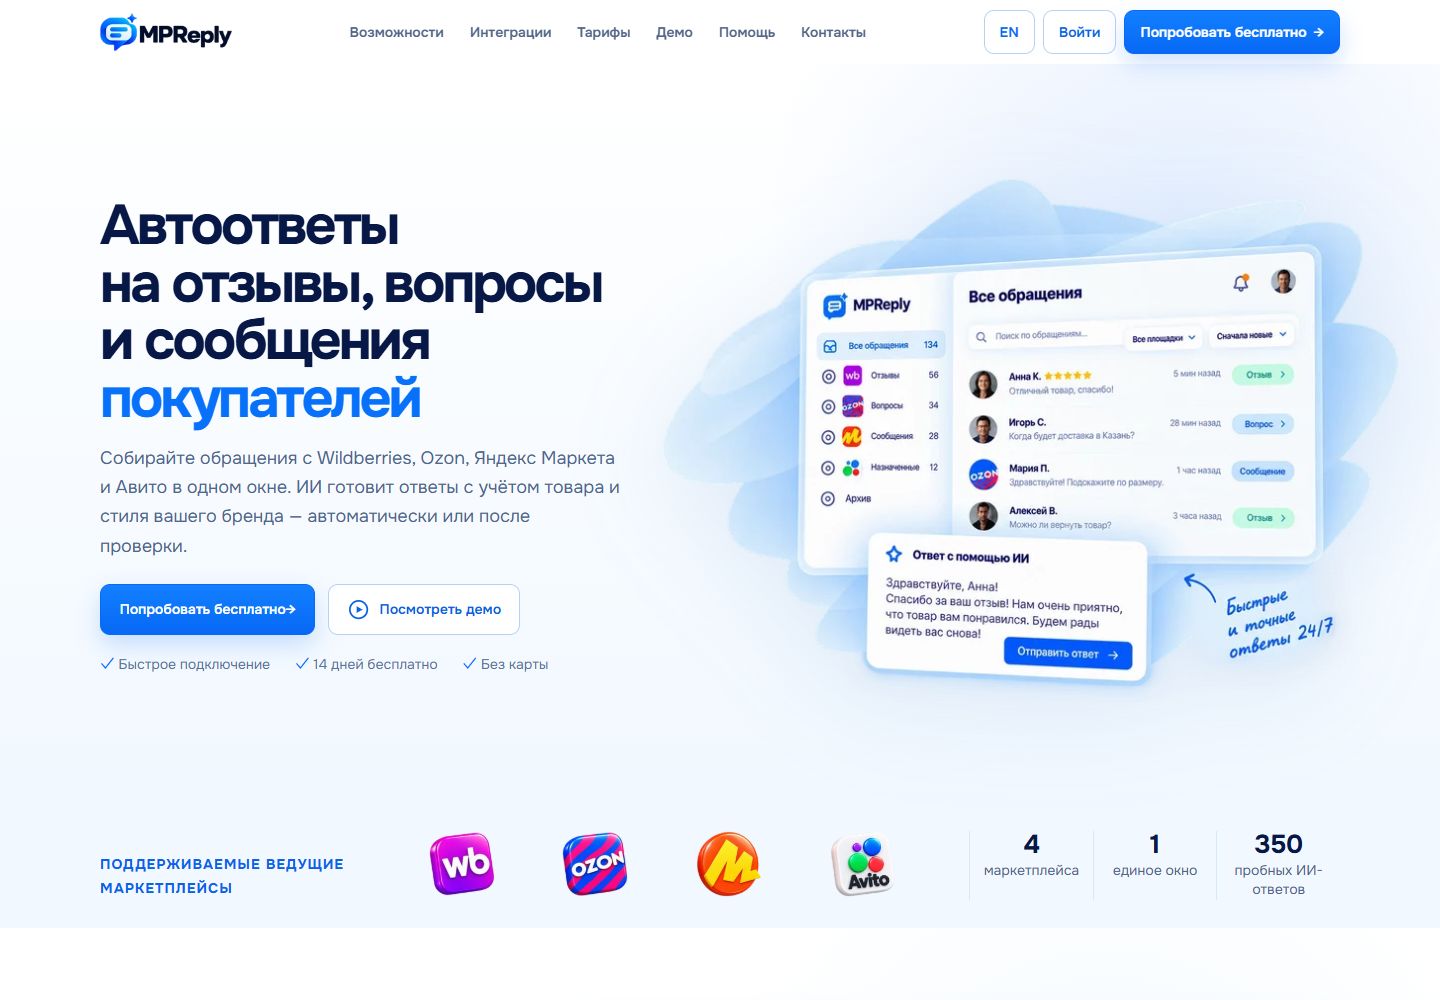 MPReply
Возможности
Интеграции
Тарифы
Демо
Помощь
Контакты
EN
Войти
Попробовать бесплатно →
Автоответы
на отзывы, вопросы
и сообщения
покупателей
Собирайте обращения с Wildberries, Ozon, Яндекс Маркета
и Авито в одном окне. ИИ готовит ответы с учётом товара и
стиля вашего бренда — автоматически или после
проверки.
Попробовать бесплатно→
Посмотреть демо
Быстрое подключение
14 дней бесплатно
Без карты
MPReply
Все обращения 134
wb Отзывы 56
OZON Вопросы 34
Сообщения 28
Назначенные 12
Архив
Все обращения
Поиск по обращениям...
Все площадки
Сначала новые
Анна К.
Отличный товар, спасибо!
5 мин назад
Отзыв
Игорь С.
Когда будет доставка в Казань?
28 мин назад
Вопрос
OZON
Мария П.
Здравствуйте! Подскажите по размеру.
1 час назад
Сообщение
Алексей В.
Можно ли вернуть товар?
3 часа назад
Отзыв
Ответ с помощью ИИ
Здравствуйте, Анна!
Спасибо за ваш отзыв! Нам очень приятно,
что товар вам понравился. Будем рады
видеть вас снова!
Отправить ответ →
Быстрые
и точные
ответы 24/7
ПОДДЕРЖИВАЕМЫЕ ВЕДУЩИЕ
МАРКЕТПЛЕЙСЫ
wb
OZON
Avito
4
маркетплейса
1
единое окно
350
пробных ИИ-
ответов